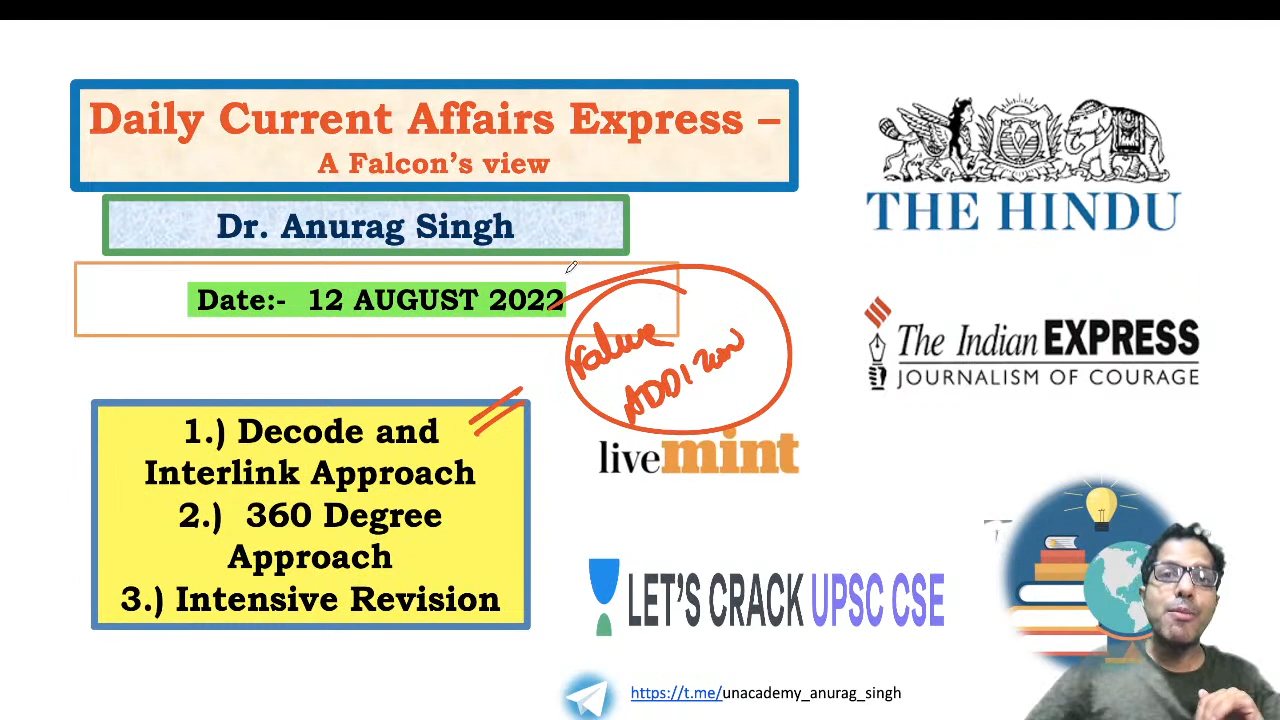 Daily Current Affairs Express –
A Falcon's view
Dr. Anurag Singh
Date:- 12 AUGUST 2022
value
ADDITION
1.) Decode and
Interlink Approach
2.) 360 Degree
Approach
3.) Intensive Revision
THE HINDU
The Indian EXPRESS
JOURNALISM OF COURAGE
livemint
LET'S CRACK UPSC CSE
https://t.me/unacademy_anurag_singh